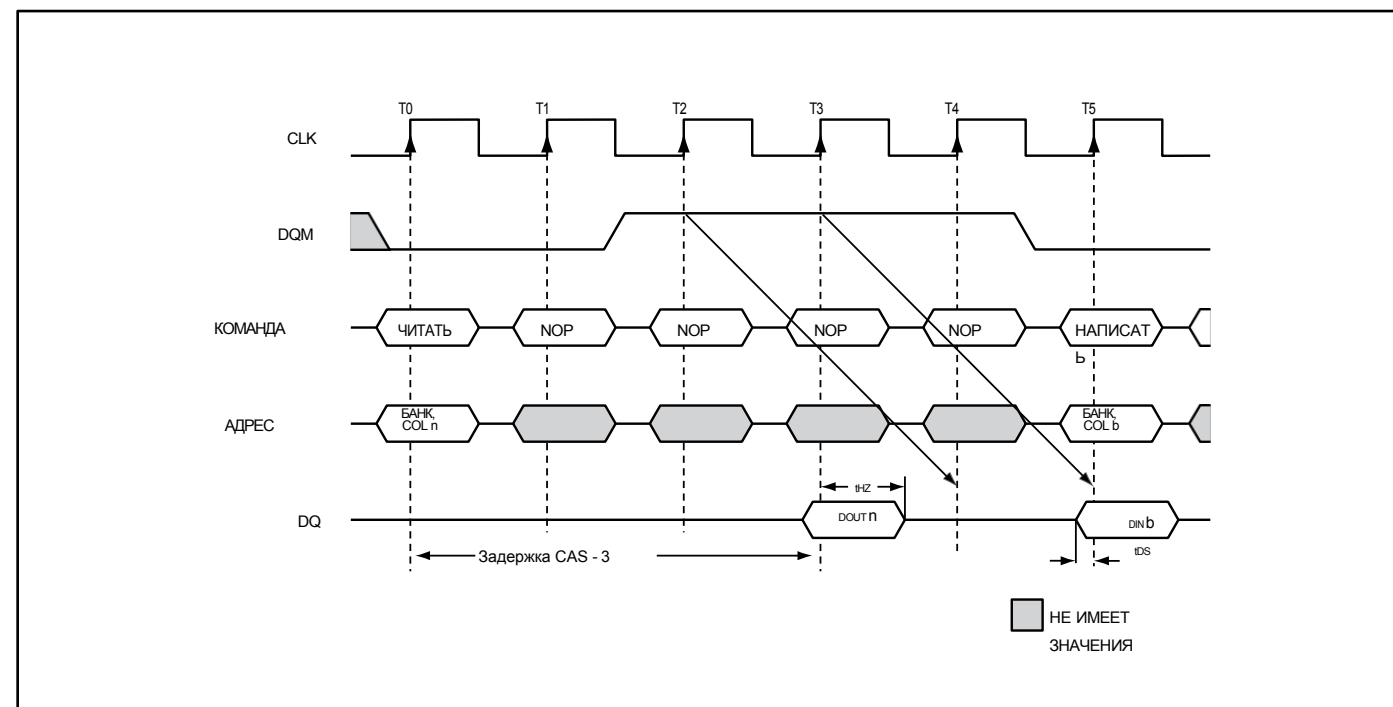 T0 T1 T2 T3 T4 T5
CLK
DQM
КОМАНДА ЧИТАТЬ NOP NOP NOP NOP НАПИСАТ
Ь
АДРЕС БАНК, COL n БАНК, COL b
tHZ
DQ DOUT n DIN b
tDS
Задержка CAS - 3
НЕ ИМЕЕТ
ЗНАЧЕНИЯ